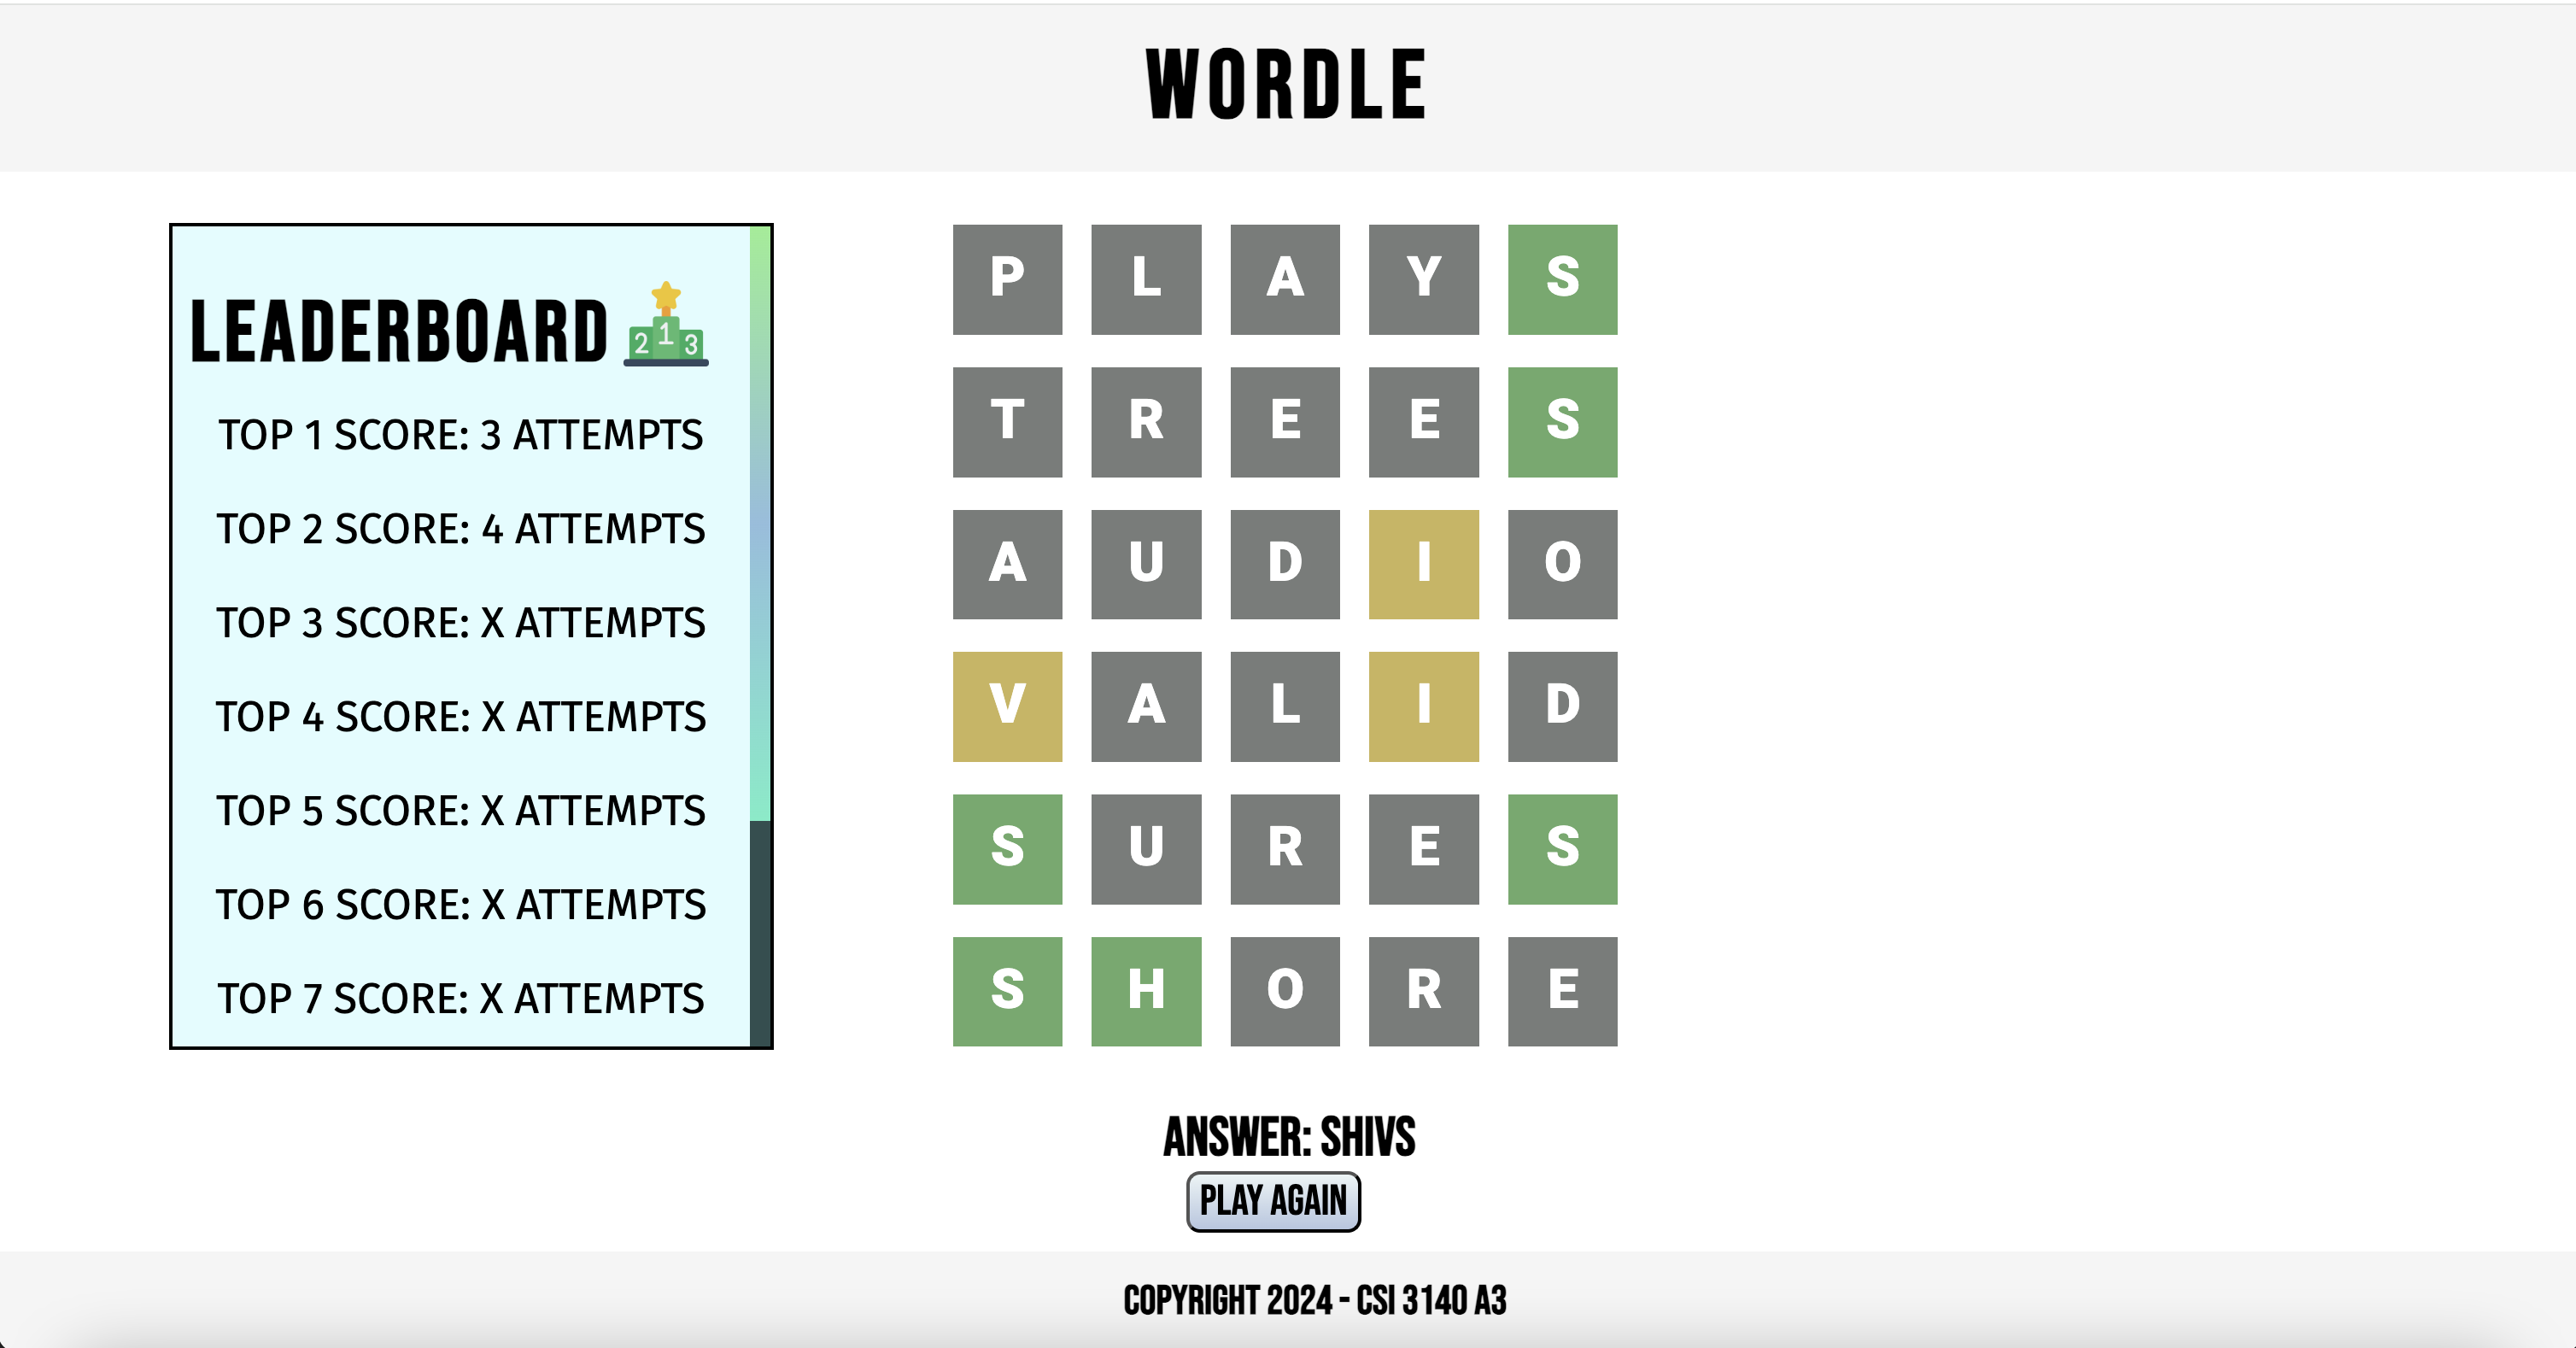 WORDLE
LEADERBOARD
2 1 3
TOP 1 SCORE: 3 ATTEMPTS
TOP 2 SCORE: 4 ATTEMPTS
TOP 3 SCORE: X ATTEMPTS
TOP 4 SCORE: X ATTEMPTS
TOP 5 SCORE: X ATTEMPTS
TOP 6 SCORE: X ATTEMPTS
TOP 7 SCORE: X ATTEMPTS
P L A Y S
T R E E S
A U D I O
V A L I D
S U R E S
S H O R E
ANSWER: SHIVS
PLAY AGAIN
COPYRIGHT 2024 - CSI 3140 A3